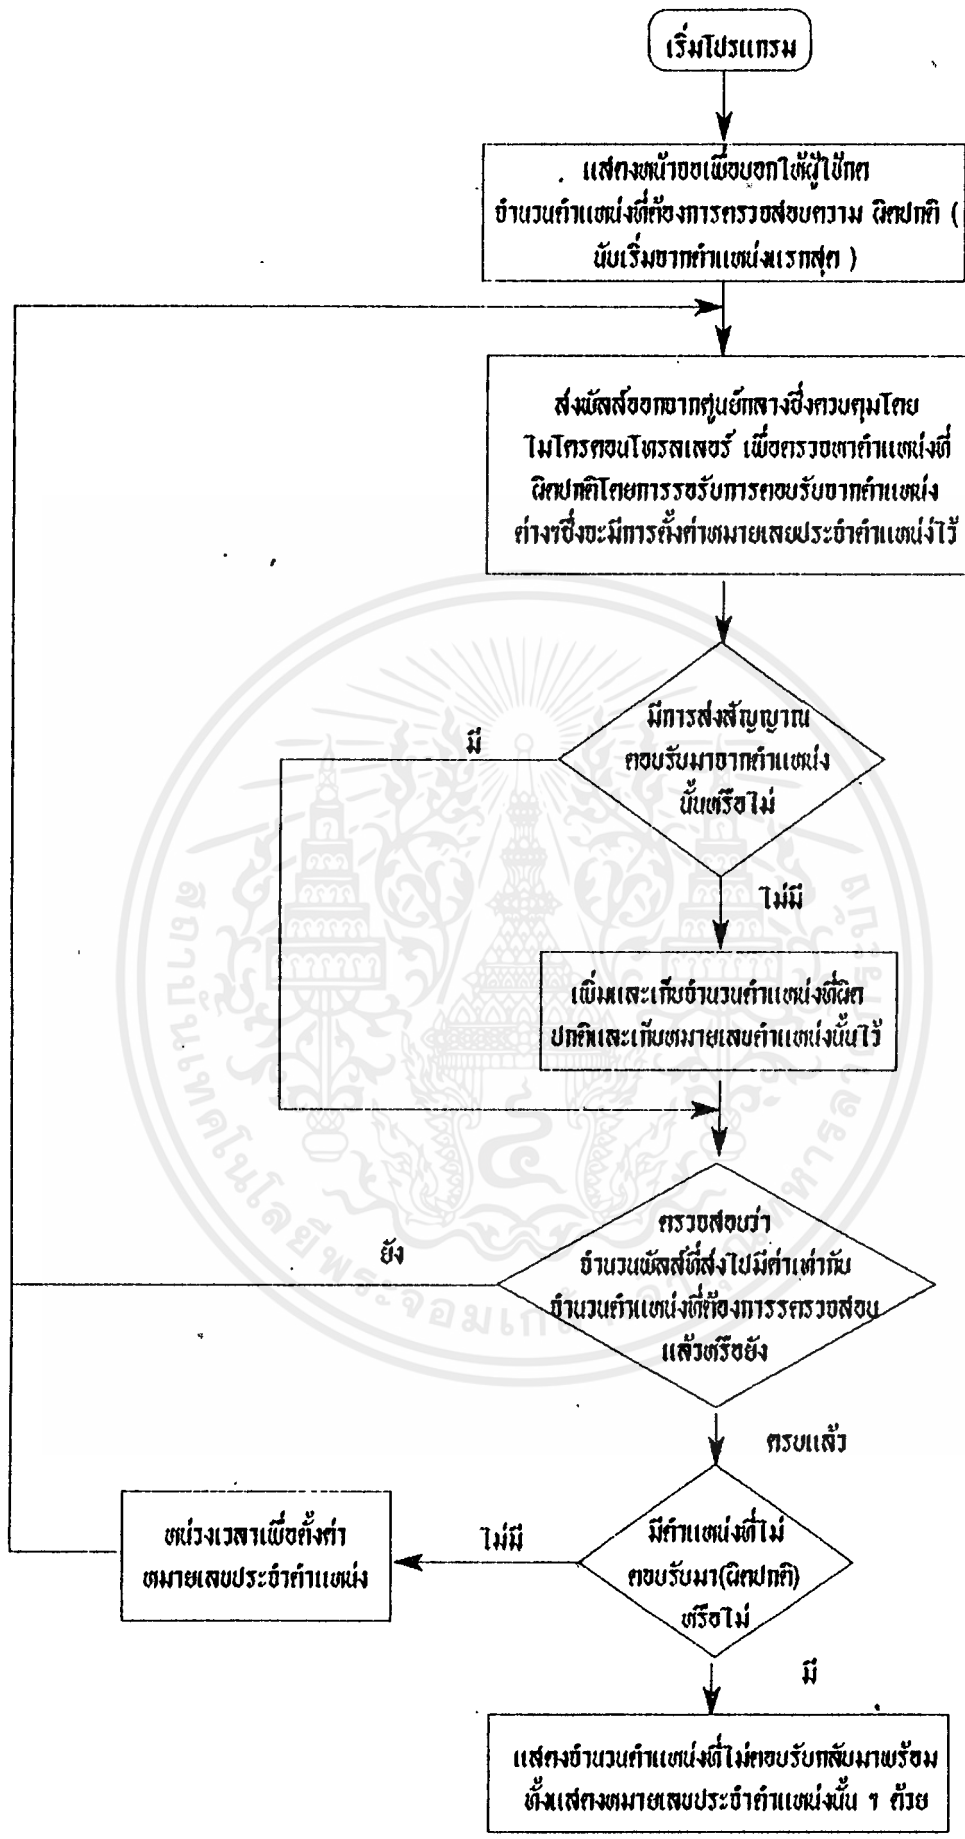 เริ่มโปรแกรม
แสดงหน้าจอเพื่อบอกให้ผู้ใช้กด
จำนวนตำแหน่งที่ต้องการตรวจสอบความ ผิดปกติ (
นับเริ่มจากตำแหน่งแรกสุด )
ส่งพัลส์ออกจากศูนย์กลางซึ่งควบคุมโดย
ไมโครคอนโทรลเลอร์ เพื่อตรวจหาตำแหน่งที่
ผิดปกติโดยการรอรับการตอบรับจากตำแหน่ง
ต่างๆซึ่งจะมีการตั้งค่าหมายเลขประจำตำแหน่งไว้
มีการส่งสัญญาณ
ตอบรับมาจากตำแหน่ง
นั้นหรือไม่
มี
ไม่มี
เพิ่มและเก็บจำนวนตำแหน่งที่ผิด
ปกติและเก็บหมายเลขตำแหน่งนั้นไว้
ตรวจสอบว่า
จำนวนพัลส์ที่ส่งไปมีค่าเท่ากับ
จำนวนตำแหน่งที่ต้องการรตรวจสอบ
แล้วหรือยัง
ยัง
ครบแล้ว
มีตำแหน่งที่ไม่
ตอบรับมา(ผิดปกติ)
หรือไม่
ไม่มี
หน่วงเวลาเพื่อตั้งค่า
หมายเลขประจำตำแหน่ง
มี
แสดงจำนวนตำแหน่งที่ไม่ตอบรับกลับมาพร้อม
ทั้งแสดงหมายเลขประจำตำแหน่งนั้น ๆ ด้วย